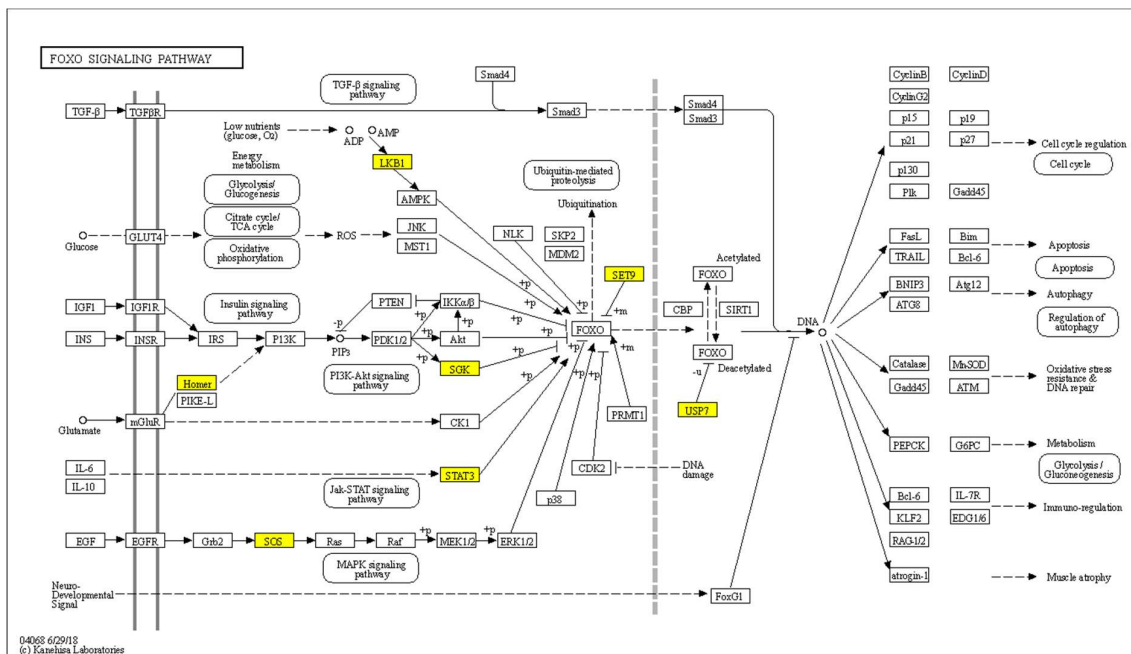 FOXO SIGNALING PATHWAY
TGF-β signaling
pathway
Smad4
TGF-β
TGFβR
Smad3
Smad4
Smad3
Low nutrients
(glucose, O2)
ADP
AMP
LKB1
AMPK
Energy
metabolism
Glycolysis/
Glucogenesis
Citrate cycle/
TCA cycle
Oxidative
phosphorylation
Glucose
GLUT4
ROS
JNK
MST1
Ubiquitin-mediated
proteolysis
Ubiquitination
NLK
SKP2
MDM2
SET9
+p
+p
+p
+m
Acetylated
FOXO
CBP
SIRT1
FOXO
Deacetylated
-u
USP7
IGF1
IGF1R
Insulin signaling
pathway
PTEN
IKKα/β
+p
INS
INSR
IRS
PI3K
-p
PIP3
PDK1/2
+p
+p
Akt
+p
+p
FOXO
+p
+m
SGK
+p
+p
+p
+p
+p
PI3K-Akt signaling
pathway
Homer
PIKE-L
Glutamate
mGluR
CK1
PRMT1
IL-6
IL-10
STAT3
Jak-STAT signaling
pathway
CDK2
DNA
damage
p38
EGF
EGFR
Grb2
SOS
Ras
Raf
+p
MEK1/2
+p
ERK1/2
MAPK signaling
pathway
Neuro-
Developmental
Signal
FoxG1
DNA
CyclinB
CyclinD
CyclinG2
p15
p19
p21
p27
p130
Plk
Gadd45
Cell cycle regulation
Cell cycle
FasL
Bim
TRAIL
Bcl-6
Apoptosis
Apoptosis
BNIP3
Atg12
ATG8
Autophagy
Regulation of
autophagy
Catalase
Mn-SOD
Gadd45
ATM
Oxidative stress
resistance &
DNA repair
PEPCK
G6PC
Metabolism
Glycolysis /
Gluconeogenesis
Bcl-6
IL-7R
KLF2
EDG1/6
RAG-1/2
Immuno-regulation
atrogin-1
Muscle atrophy
04068 6/29/18
(c) Kanehisa Laboratories